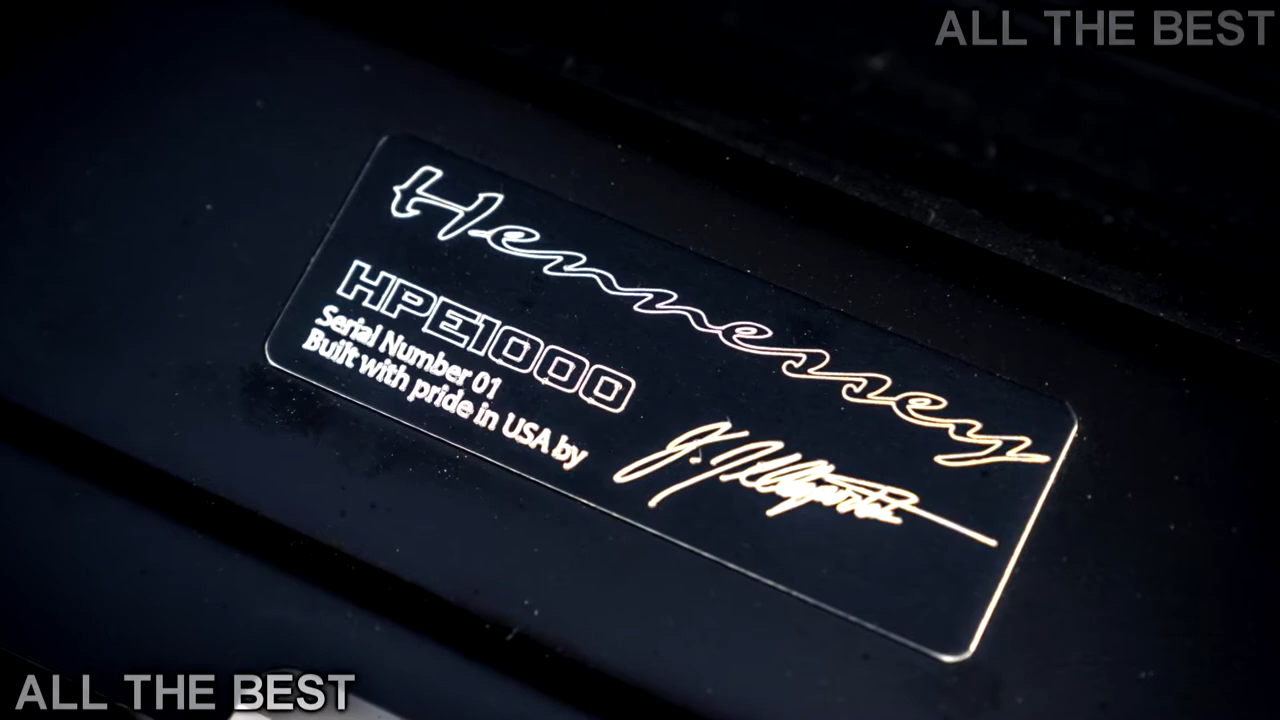 ALL THE BEST
Hennessey
HPE1000
Serial Number 01
Built with pride in USA by
ALL THE BEST